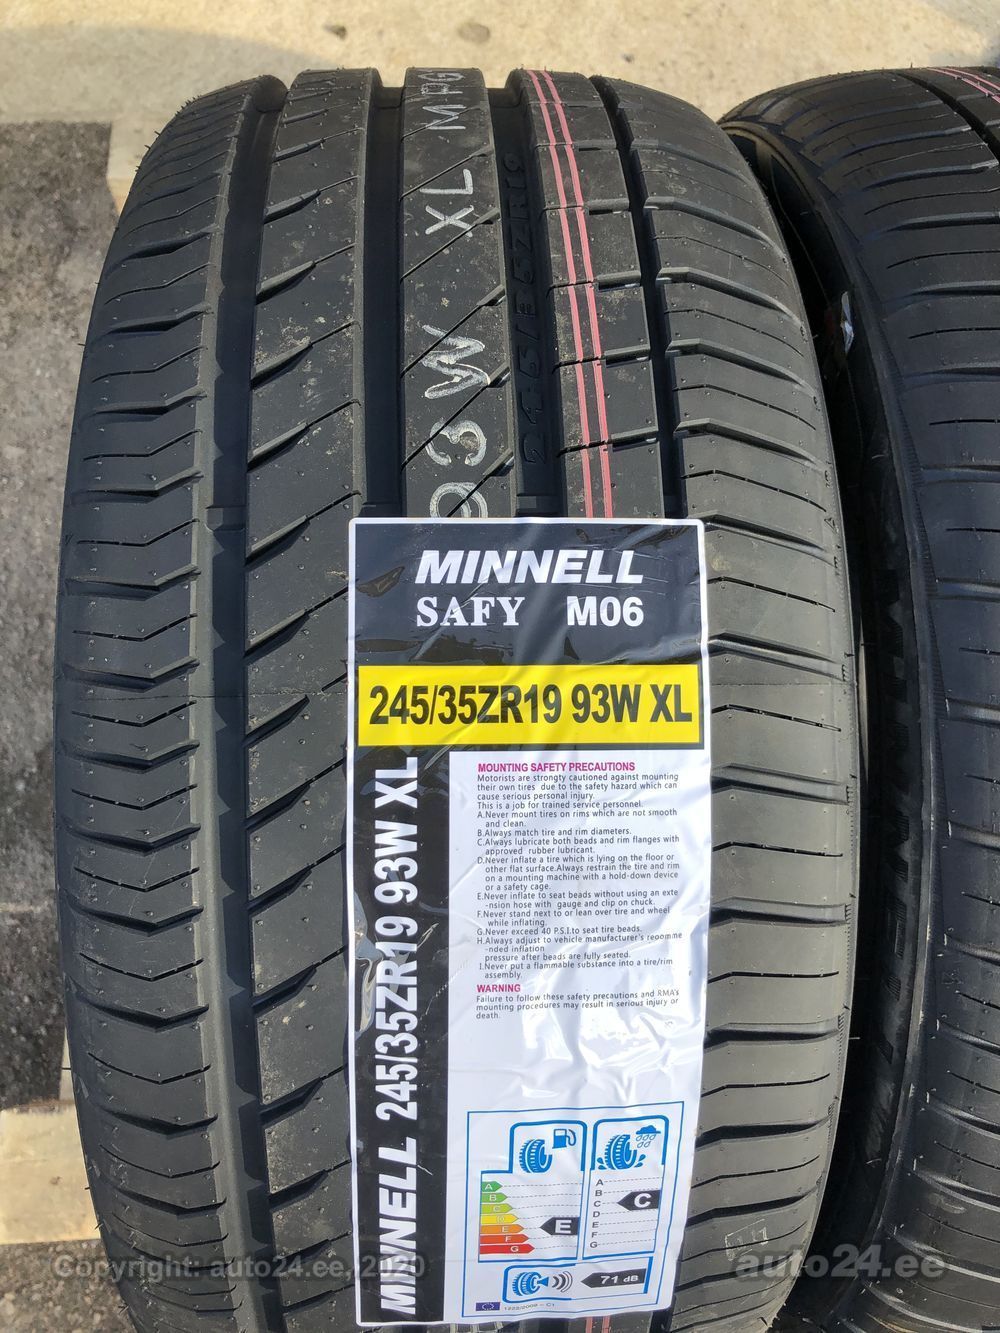 93W XL
245/35ZR19
MINNELL
SAFY M06
245/35ZR19 93W XL
MINNELL 245/35ZR19 93W XL
MOUNTING SAFETY PRECAUTIONS
Motorists are strongly cautioned against mounting
their own tires due to the safety hazard which can
cause serious personal injury.
This is a job for trained service personnel.
A.Never mount tires on rims which are not smooth
and clean.
B.Always match tire and rim diameters.
C.Always lubricate both beads and rim flanges with
approved rubber lubricant.
D.Never inflate a tire which is lying on the floor or
other flat surface.Always restrain the tire and rim
on a mounting machine with a hold-down device
or a safety cage.
E.Never inflate to seat beads without using an exte
-nsion hose with gauge and clip on chuck.
F.Never stand next to or lean over tire and wheel
while inflating.
G.Never exceed 40 P.S.I.to seat tire beads.
H.Always adjust to vehicle manufacturer's reoomme
-nded inflation
pressure after beads are fully seated.
I.Never put a flammable substance into a tire/rim
assembly.
WARNING
Failure to follow these safety precautions and RMA's
mounting procedures may result in serious injury or
death.
A
B
C
D
E
F
G
E
A
B
C
D
E
F
G
C
71 dB
1222/2009 - C1
Copyright: auto24.ee, 2020
auto24.ee